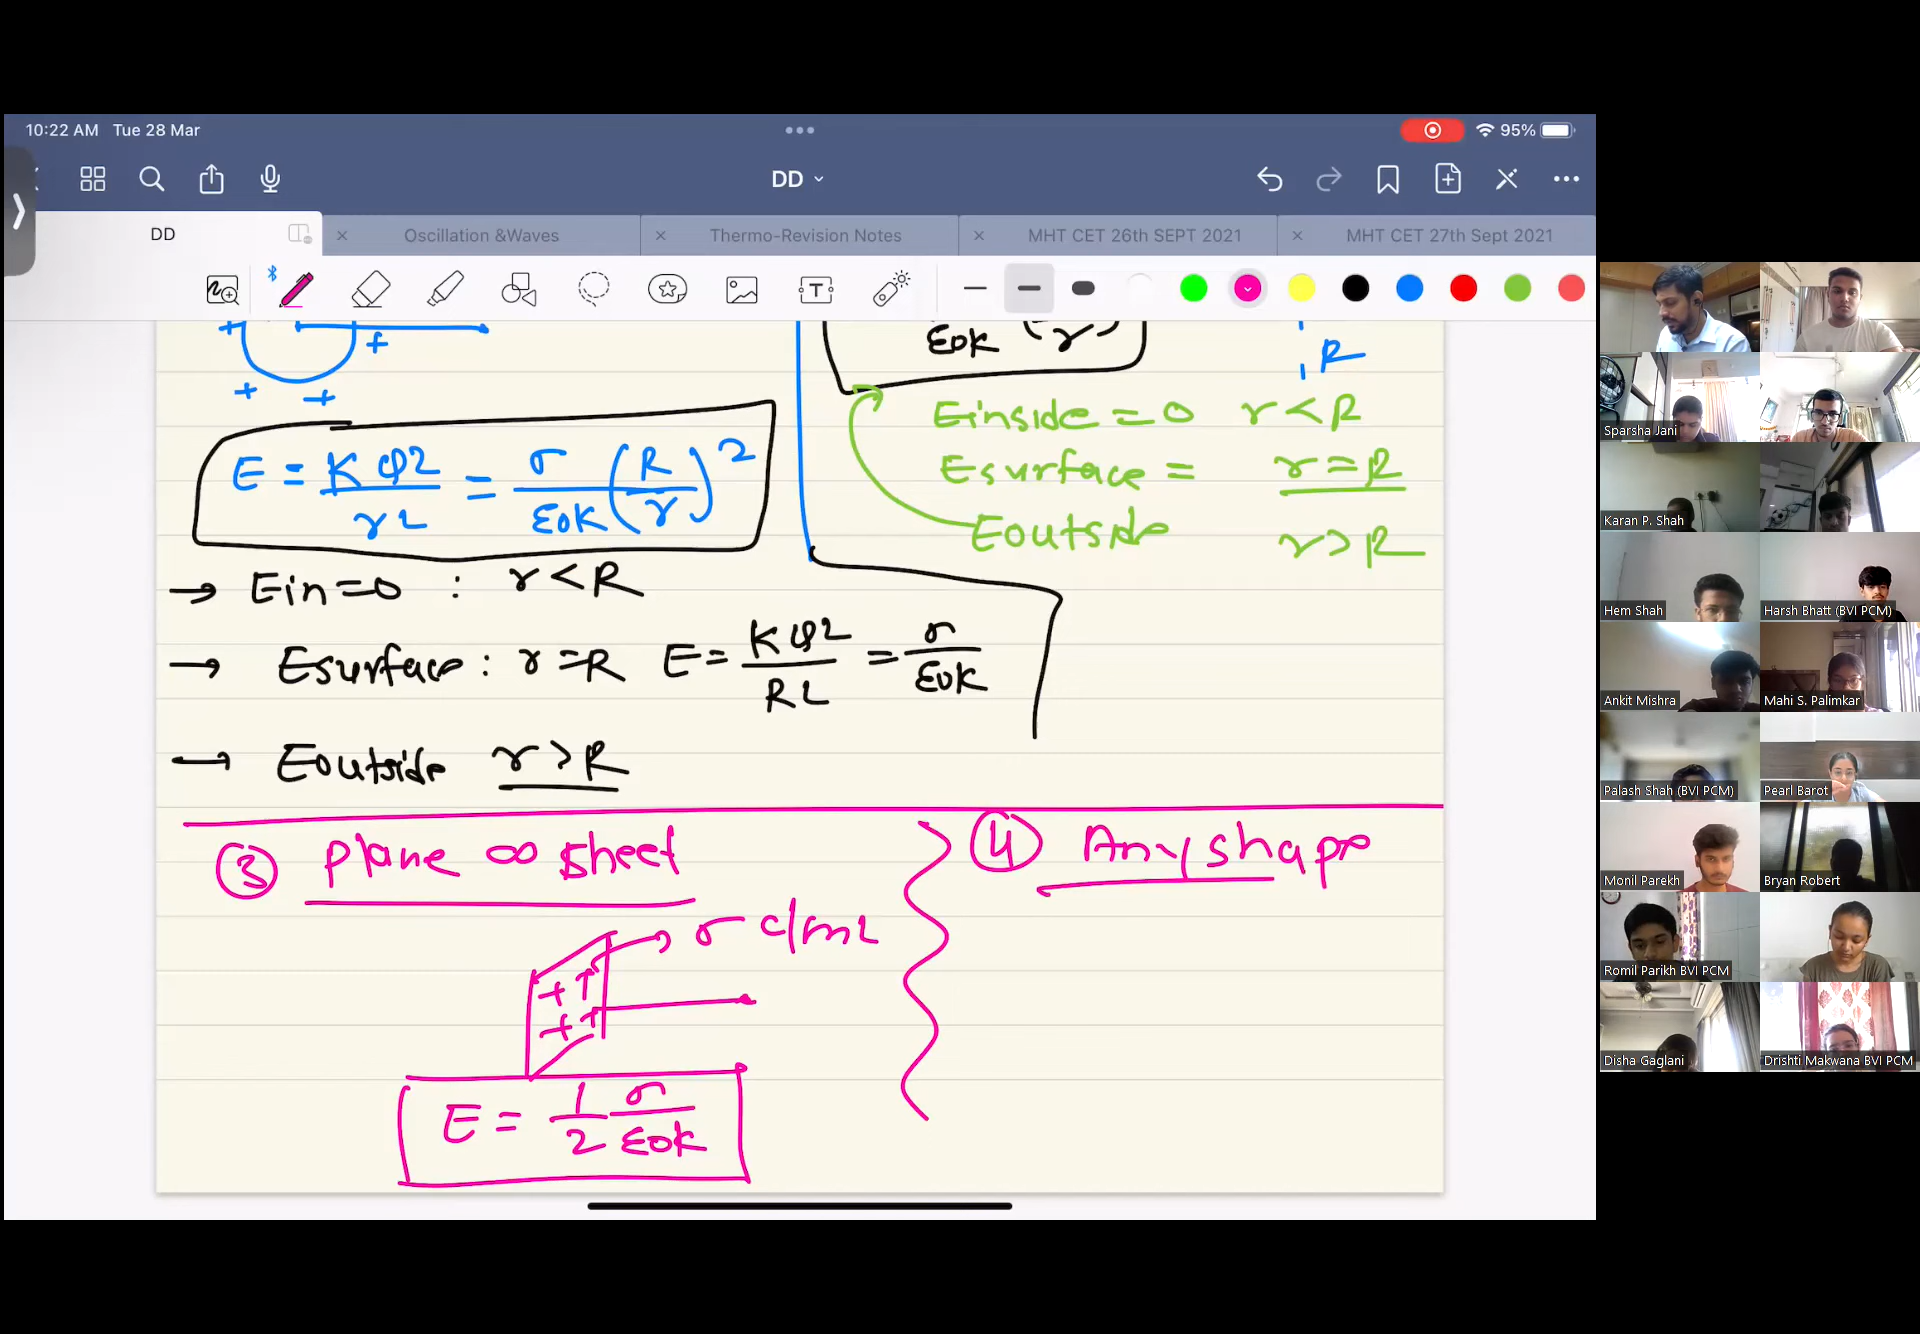 10:22 AM Tue 28 Mar
95%
DD
DD
Oscillation &Waves
Thermo-Revision Notes
MHT CET 26th SEPT 2021
MHT CET 27th Sept 2021
+ +
+ +
ε0k (r)
R
Einside = 0 r < R
Esurface = r = R
Eoutside r > R
E = Kq2 / r2 = σ / ε0k (R / r)2
→ Ein = 0 : r < R
→ Esurface : r = R E = Kq2 / R2 = σ / ε0k
→ Eoutside r > R
③ Plane ∞ sheet
σ c/m2
+ +
+ +
E = 1/2 σ / ε0k
④ Any shape
Sparsha Jani
Karan P. Shah
Hem Shah
Harsh Bhatt (BVI PCM)
Ankit Mishra
Mahi S. Palimkar
Palash Shah (BVI PCM)
Pearl Barot
Monil Parekh
Bryan Robert
Romil Parikh BVI PCM
Disha Gaglani
Drishti Makwana BVI PCM